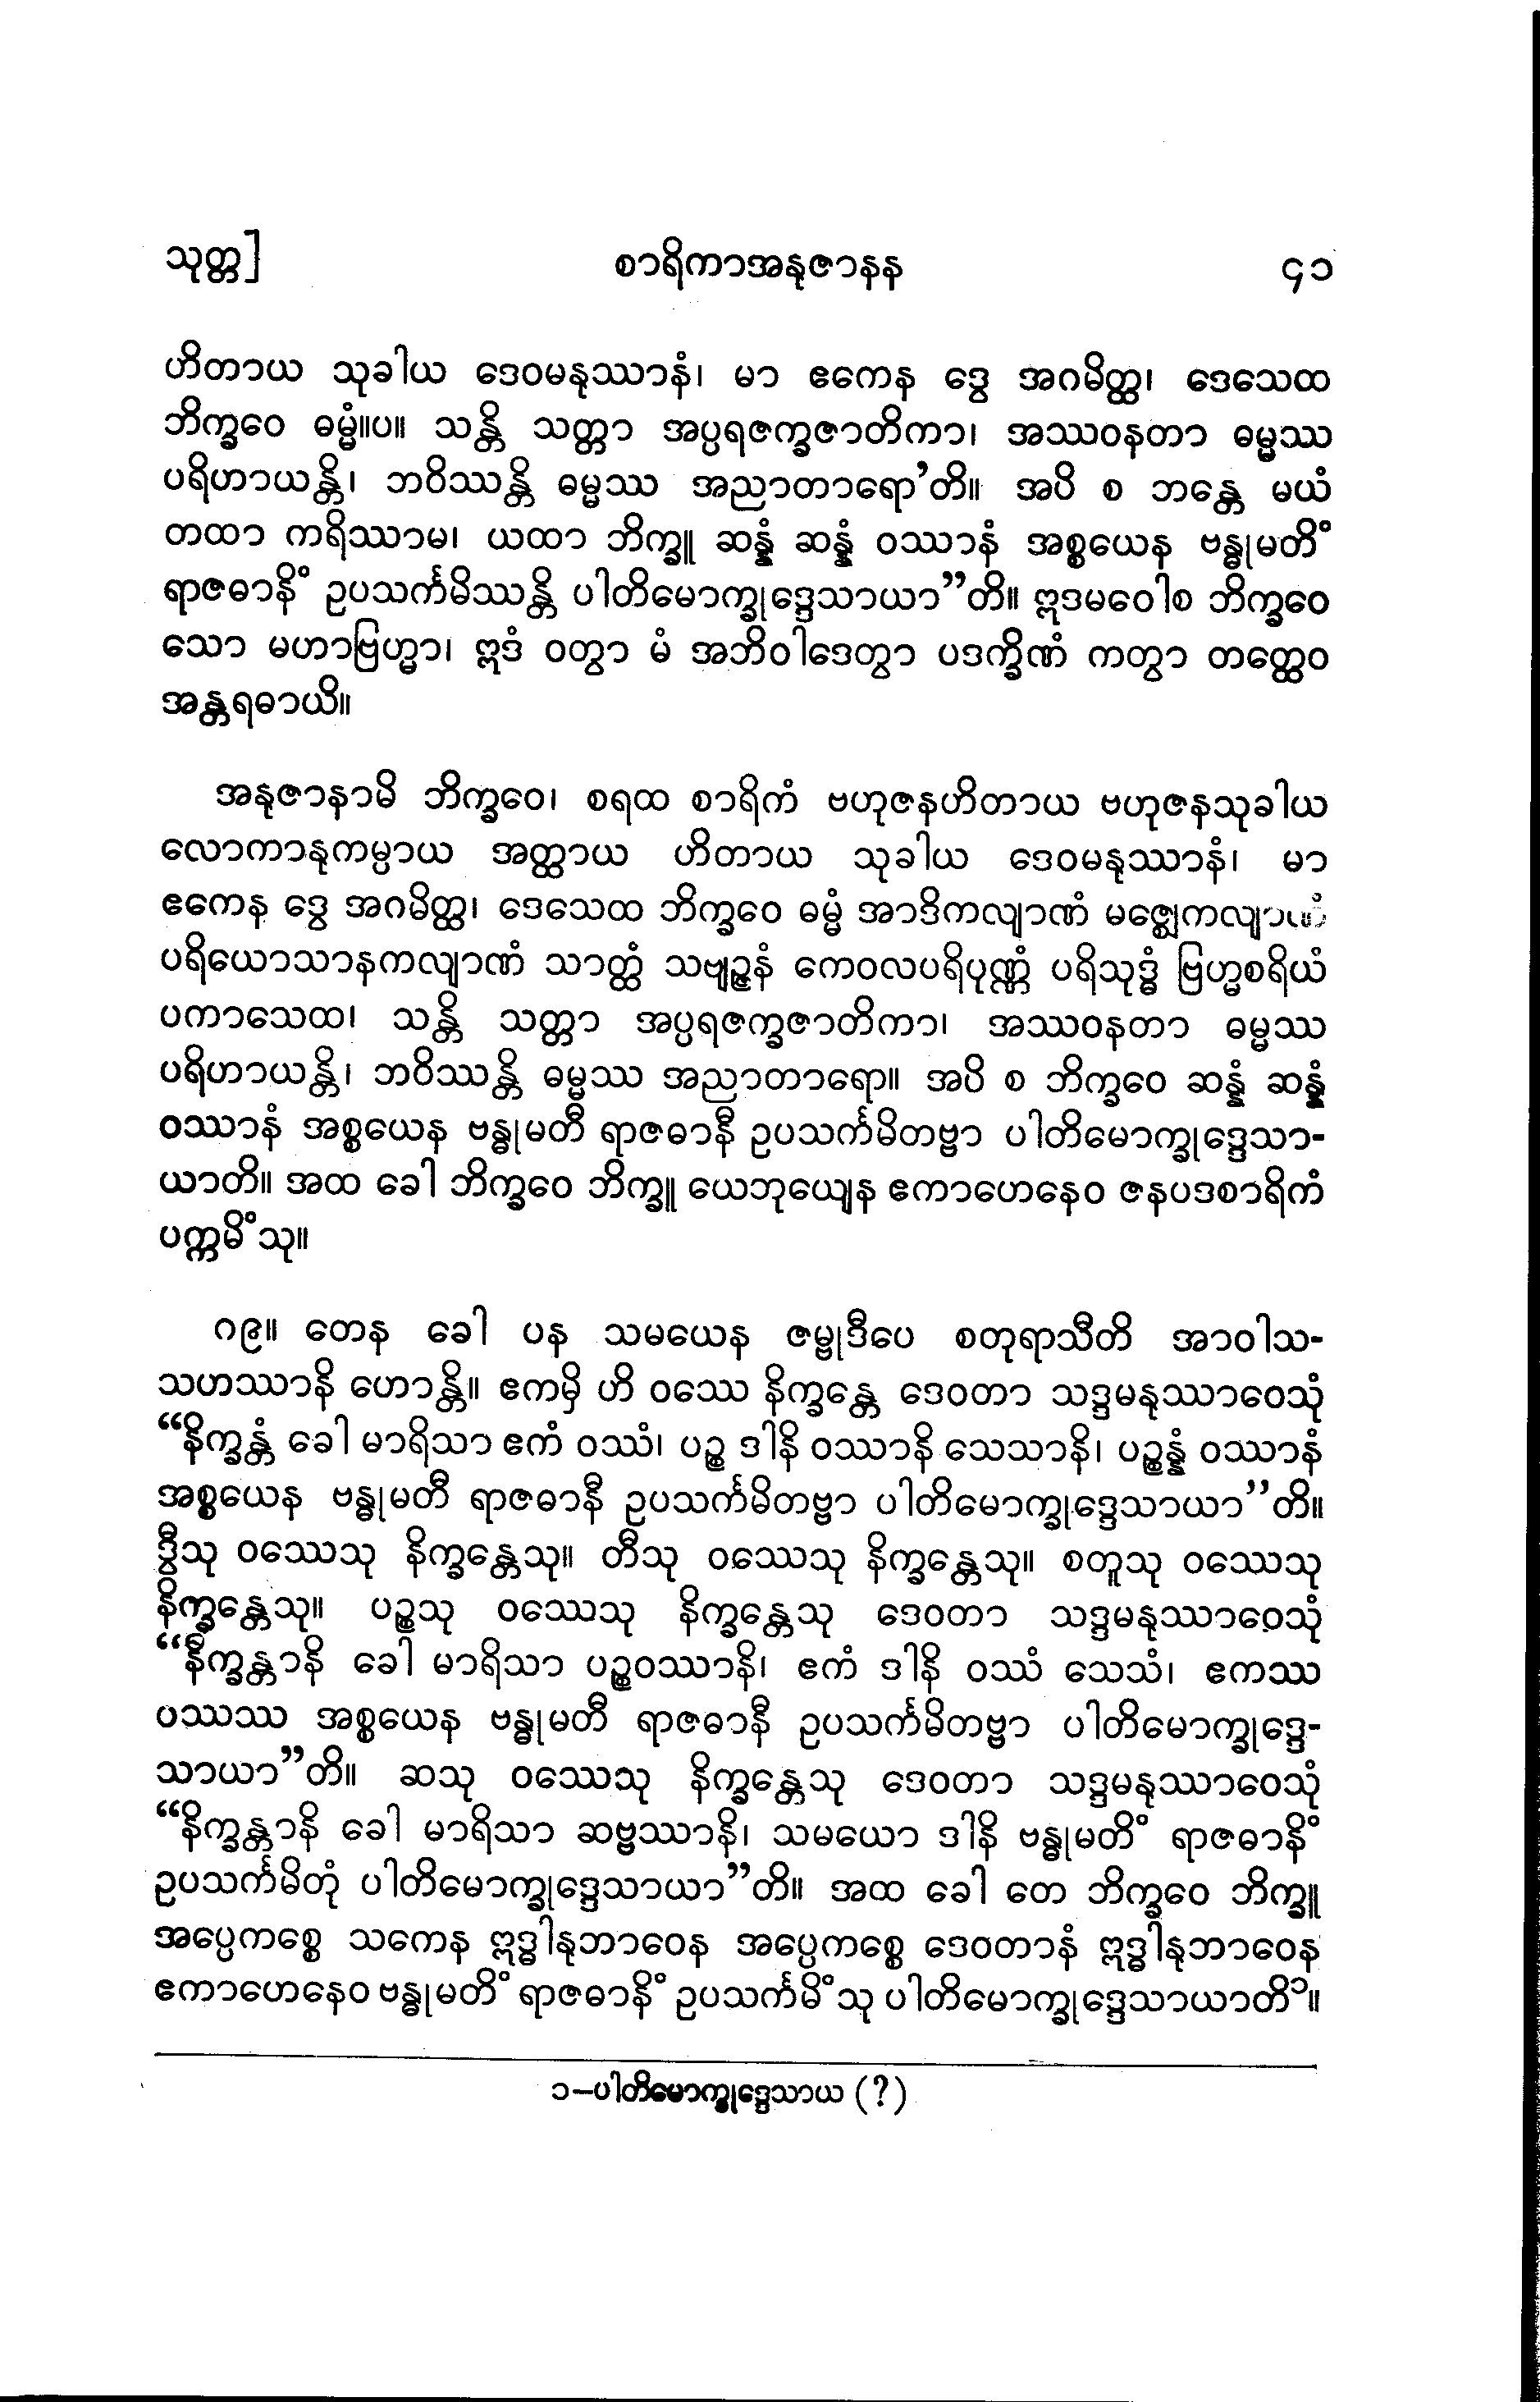 သုတ္တ] စာရိကာအနုဇာနန ၄၁
ဟိတာယ သုခါယ ဒေဝမနုဿာနံ၊ မာ ဧကေန ဒွေ အဂမိတ္ထ၊ ဒေသေထ
ဘိက္ခဝေ ဓမ္မံ။ပ။ သန္တိ သတ္တာ အပ္ပရဇက္ခဇာတိကာ၊ အဿဝနတာ ဓမ္မဿ
ပရိဟာယန္တိ၊ ဘဝိဿန္တိ ဓမ္မဿ အညာတာရော’တိ။ အပိ စ ဘန္တေ မယံ
တထာ ကရိဿာမ၊ ယထာ ဘိက္ခူ ဆန္နံ ဆန္နံ ဝဿာနံ အစ္စယေန ဗန္ဓုမတိံ
ရာဇဓာနိံ ဥပသင်္ကမိဿန္တိ ပါတိမောက္ခုဒ္ဒေသာယာ”တိ။ ဣဒမဝေါစ ဘိက္ခဝေ
သော မဟာဗြဟ္မာ၊ ဣဒံ ဝတွာ မံ အဘိဝါဒေတွာ ပဒက္ခိဏံ ကတွာ တတ္ထေဝ
အန္တရဓာယိ။
အနုဇာနာမိ ဘိက္ခဝေ၊ စရထ စာရိကံ ဗဟုဇနဟိတာယ ဗဟုဇနသုခါယ
လောကာနုကမ္ပာယ အတ္ထာယ ဟိတာယ သုခါယ ဒေဝမနုဿာနံ၊ မာ
ဧကေန ဒွေ အဂမိတ္ထ၊ ဒေသေထ ဘိက္ခဝေ ဓမ္မံ အာဒိကလျာဏံ မဇ္ဈေကလျာဏံ
ပရိယောသာနကလျာဏံ သာတ္ထံ သဗျဉ္ဇနံ ကေဝလပရိပုဏ္ဏံ ပရိသုဒ္ဓံ ဗြဟ္မစရိယံ
ပကာသေထ၊ သန္တိ သတ္တာ အပ္ပရဇက္ခဇာတိကာ၊ အဿဝနတာ ဓမ္မဿ
ပရိဟာယန္တိ၊ ဘဝိဿန္တိ ဓမ္မဿ အညာတာရော။ အပိ စ ဘိက္ခဝေ ဆန္နံ ဆန္နံ
ဝဿာနံ အစ္စယေန ဗန္ဓုမတီ ရာဇဓာနီ ဥပသင်္ကမိတဗ္ဗာ ပါတိမောက္ခုဒ္ဒေသာ-
ယာတိ။ အထ ခေါ ဘိက္ခဝေ ဘိက္ခူ ယေဘုယျေန ဧကာဟေနေဝ ဇနပဒစာရိကံ
ပက္ကမိံသု။
၈၉။ တေန ခေါ ပန သမယေန ဇမ္ဗုဒီပေ စတုရာသီတိ အာဝါသ-
သဟဿာနိ ဟောန္တိ။ ဧကမှိ ဟိ ဝဿေ နိက္ခန္တေ ဒေဝတာ သဒ္ဒမနုဿာဝေသုံ
“နိက္ခန္တံ ခေါ မာရိသာ ဧကံ ဝဿံ၊ ပဉ္စ ဒါနိ ဝဿာနိ သေသာနိ၊ ပဉ္စန္နံ ဝဿာနံ
အစ္စယေန ဗန္ဓုမတီ ရာဇဓာနီ ဥပသင်္ကမိတဗ္ဗာ ပါတိမောက္ခုဒ္ဒေသာယာ”တိ။
ဒွီသု ဝဿေသု နိက္ခန္တေသု။ တီသု ဝဿေသု နိက္ခန္တေသု။ စတူသု ဝဿေသု
နိက္ခန္တေသု။ ပဉ္စသု ဝဿေသု နိက္ခန္တေသု ဒေဝတာ သဒ္ဒမနုဿာဝေသုံ
“နိက္ခန္တာနိ ခေါ မာရိသာ ပဉ္စဝဿာနိ၊ ဧကံ ဒါနိ ဝဿံ သေသံ၊ ဧကဿ
ဝဿဿ အစ္စယေန ဗန္ဓုမတီ ရာဇဓာနီ ဥပသင်္ကမိတဗ္ဗာ ပါတိမောက္ခုဒ္ဒေ-
သာယာ”တိ။ ဆသု ဝဿေသု နိက္ခန္တေသု ဒေဝတာ သဒ္ဒမနုဿာဝေသုံ
“နိက္ခန္တာနိ ခေါ မာရိသာ ဆဗ္ဗဿာနိ၊ သမယော ဒါနိ ဗန္ဓုမတိံ ရာဇဓာနိံ
ဥပသင်္ကမိတုံ ပါတိမောက္ခုဒ္ဒေသာယာ”တိ။ အထ ခေါ တေ ဘိက္ခဝေ ဘိက္ခူ
အပ္ပေကစ္စေ သကေန ဣဒ္ဓါနုဘာဝေန အပ္ပေကစ္စေ ဒေဝတာနံ ဣဒ္ဓါနုဘာဝေန
ဧကာဟေနေဝ ဗန္ဓုမတိံ ရာဇဓာနိံ ဥပသင်္ကမိံသု ပါတိမောက္ခုဒ္ဒေသာယာတိ၁။
၁–ပါတိမောက္ခုဒ္ဒေသာယ (?)